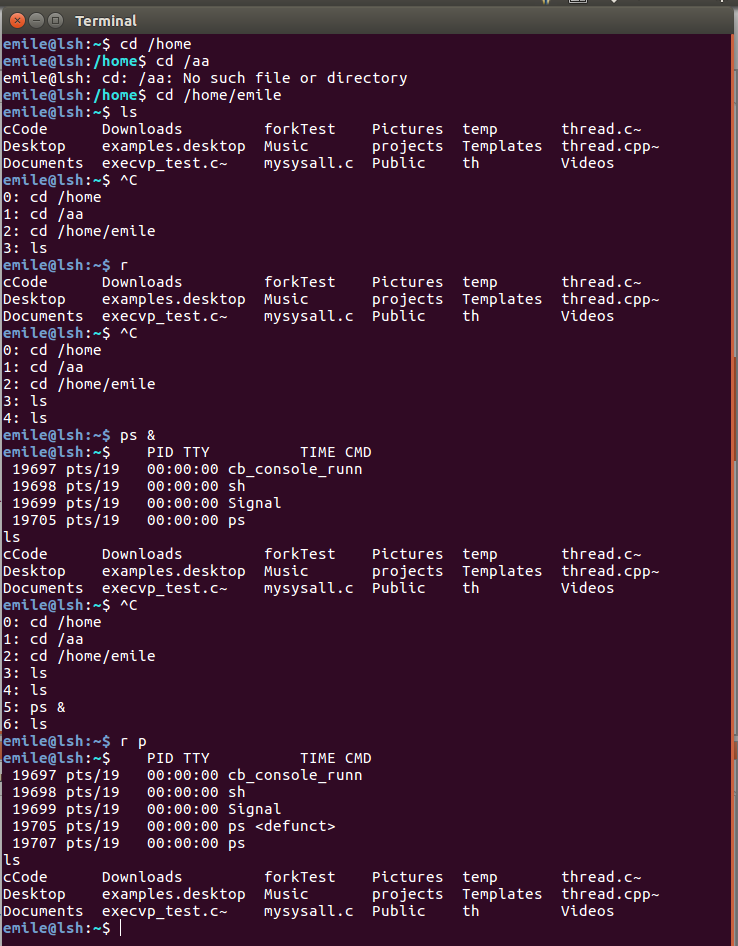 Terminal
emile@lsh:~$ cd /home
emile@lsh:/home$ cd /aa
emile@lsh: cd: /aa: No such file or directory
emile@lsh:/home$ cd /home/emile
emile@lsh:~$ ls
cCode      Downloads         forkTest    Pictures  temp       thread.c~
Desktop    examples.desktop  Music       projects  Templates  thread.cpp~
Documents  execvp_test.c~    mysysall.c  Public    th         Videos
emile@lsh:~$ ^C
0: cd /home
1: cd /aa
2: cd /home/emile
3: ls
emile@lsh:~$ r
cCode      Downloads         forkTest    Pictures  temp       thread.c~
Desktop    examples.desktop  Music       projects  Templates  thread.cpp~
Documents  execvp_test.c~    mysysall.c  Public    th         Videos
emile@lsh:~$ ^C
0: cd /home
1: cd /aa
2: cd /home/emile
3: ls
4: ls
emile@lsh:~$ ps &
emile@lsh:~$    PID TTY          TIME CMD
 19697 pts/19   00:00:00 cb_console_runn
 19698 pts/19   00:00:00 sh
 19699 pts/19   00:00:00 Signal
 19705 pts/19   00:00:00 ps
ls
cCode      Downloads         forkTest    Pictures  temp       thread.c~
Desktop    examples.desktop  Music       projects  Templates  thread.cpp~
Documents  execvp_test.c~    mysysall.c  Public    th         Videos
emile@lsh:~$ ^C
0: cd /home
1: cd /aa
2: cd /home/emile
3: ls
4: ls
5: ps &
6: ls
emile@lsh:~$ r p
emile@lsh:~$    PID TTY          TIME CMD
 19697 pts/19   00:00:00 cb_console_runn
 19698 pts/19   00:00:00 sh
 19699 pts/19   00:00:00 Signal
 19705 pts/19   00:00:00 ps <defunct>
 19707 pts/19   00:00:00 ps
ls
cCode      Downloads         forkTest    Pictures  temp       thread.c~
Desktop    examples.desktop  Music       projects  Templates  thread.cpp~
Documents  execvp_test.c~    mysysall.c  Public    th         Videos
emile@lsh:~$